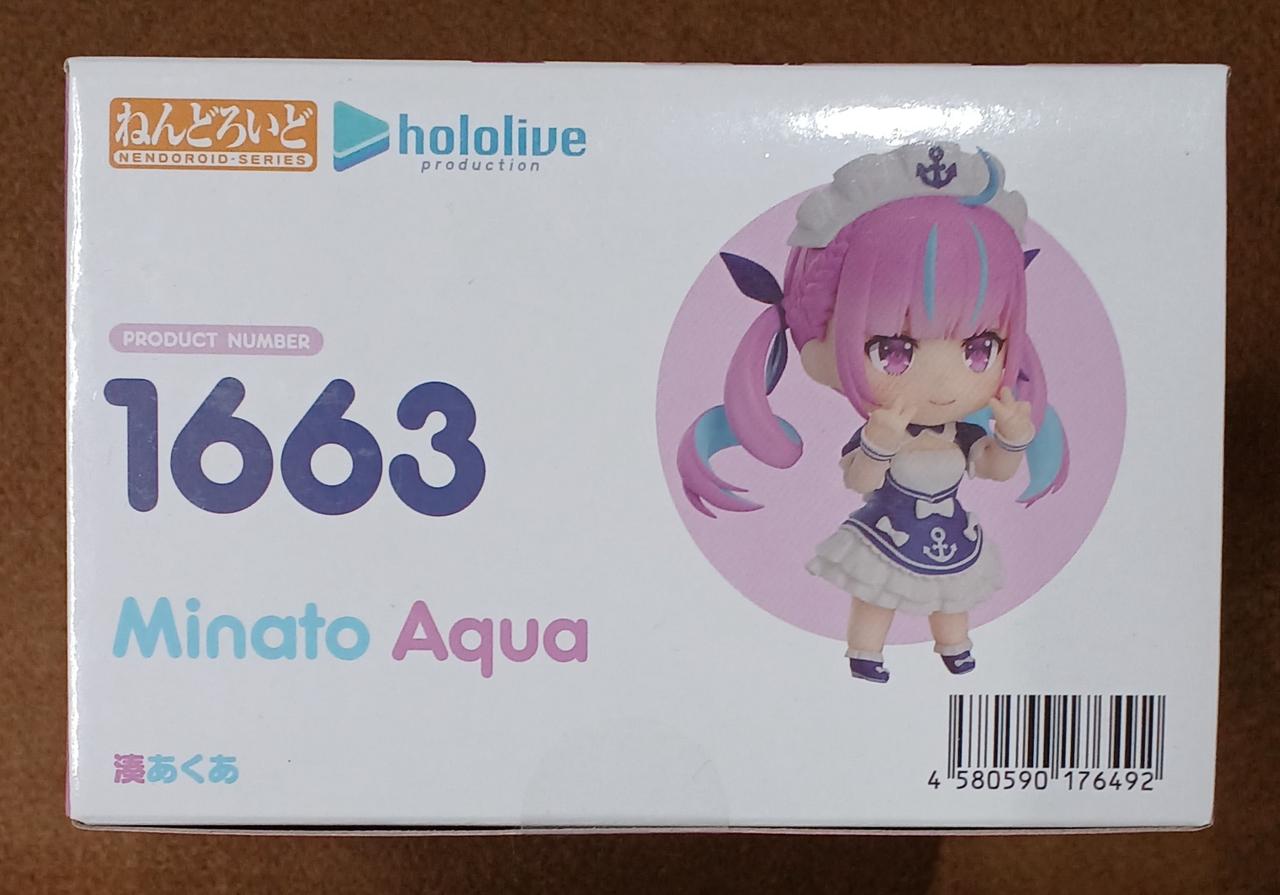 ねんどろいど
NENDOROID-SERIES
hololive
production
PRODUCT NUMBER
1663
Minato Aqua
湊あくあ
4 580590 176492